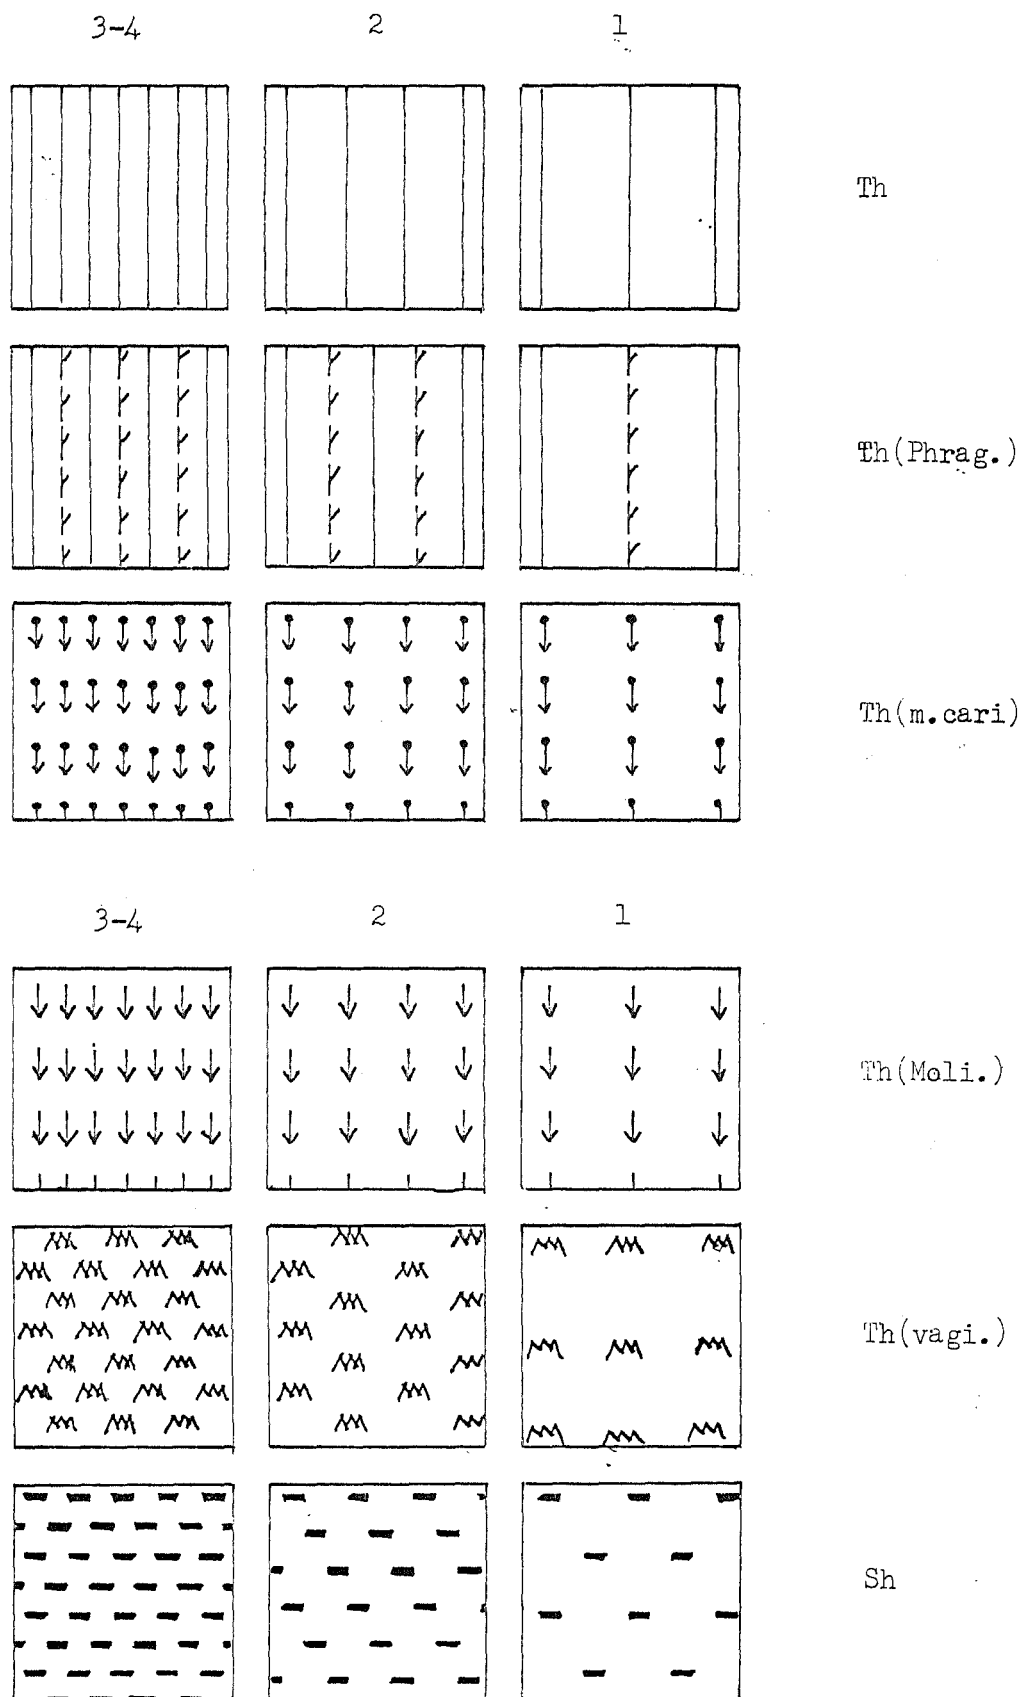 3-4 2 1
Th
Th(Phrag.)
Th(m.cari)
3-4 2 1
Th(Moli.)
Th(vagi.)
Sh